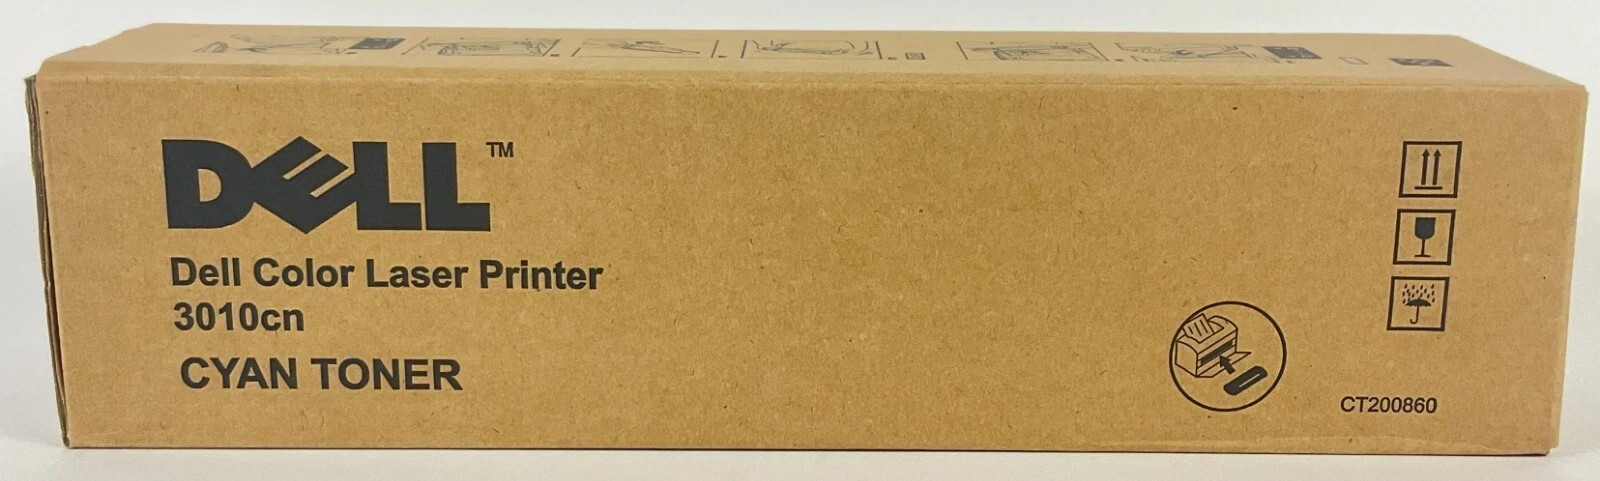 DELL™
Dell Color Laser Printer
3010cn
CYAN TONER
CT200860